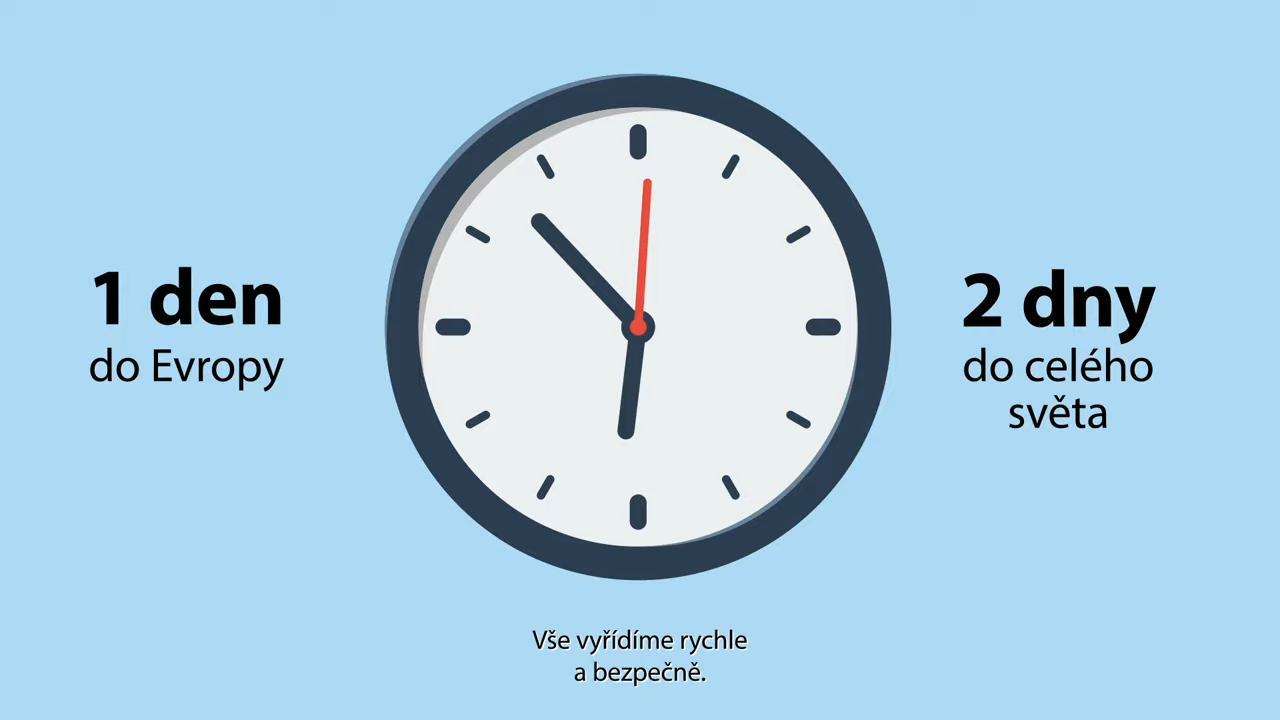 1 den
do Evropy
2 dny
do celého
světa
Vše vyřídíme rychle
a bezpečně.